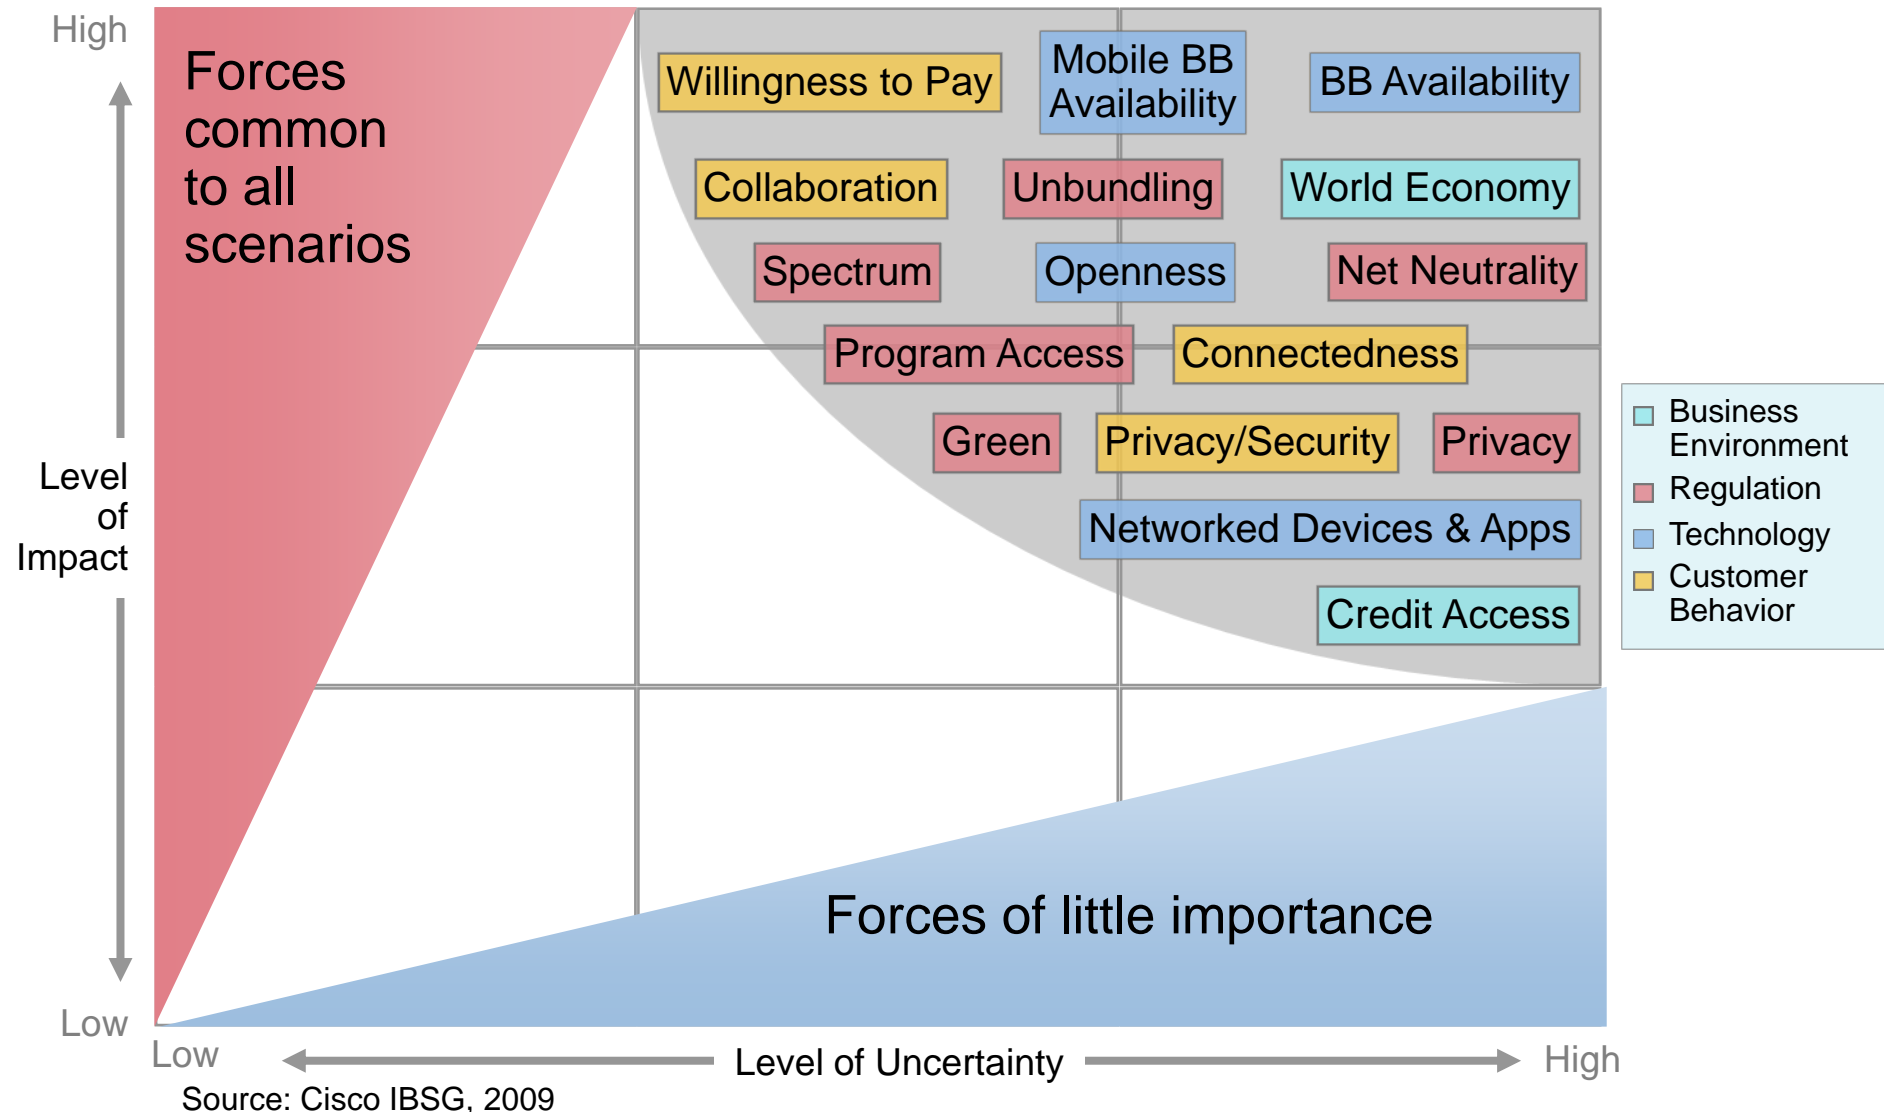 High
Forces
common
to all
scenarios
Willingness to Pay
Mobile BB
Availability
BB Availability
Collaboration
Unbundling
World Economy
Spectrum
Openness
Net Neutrality
Program Access
Connectedness
Green
Privacy/Security
Privacy
Networked Devices & Apps
Credit Access
Level
of
Impact
Business
Environment
Regulation
Technology
Customer
Behavior
Forces of little importance
Low
Low
Level of Uncertainty
High
Source: Cisco IBSG, 2009